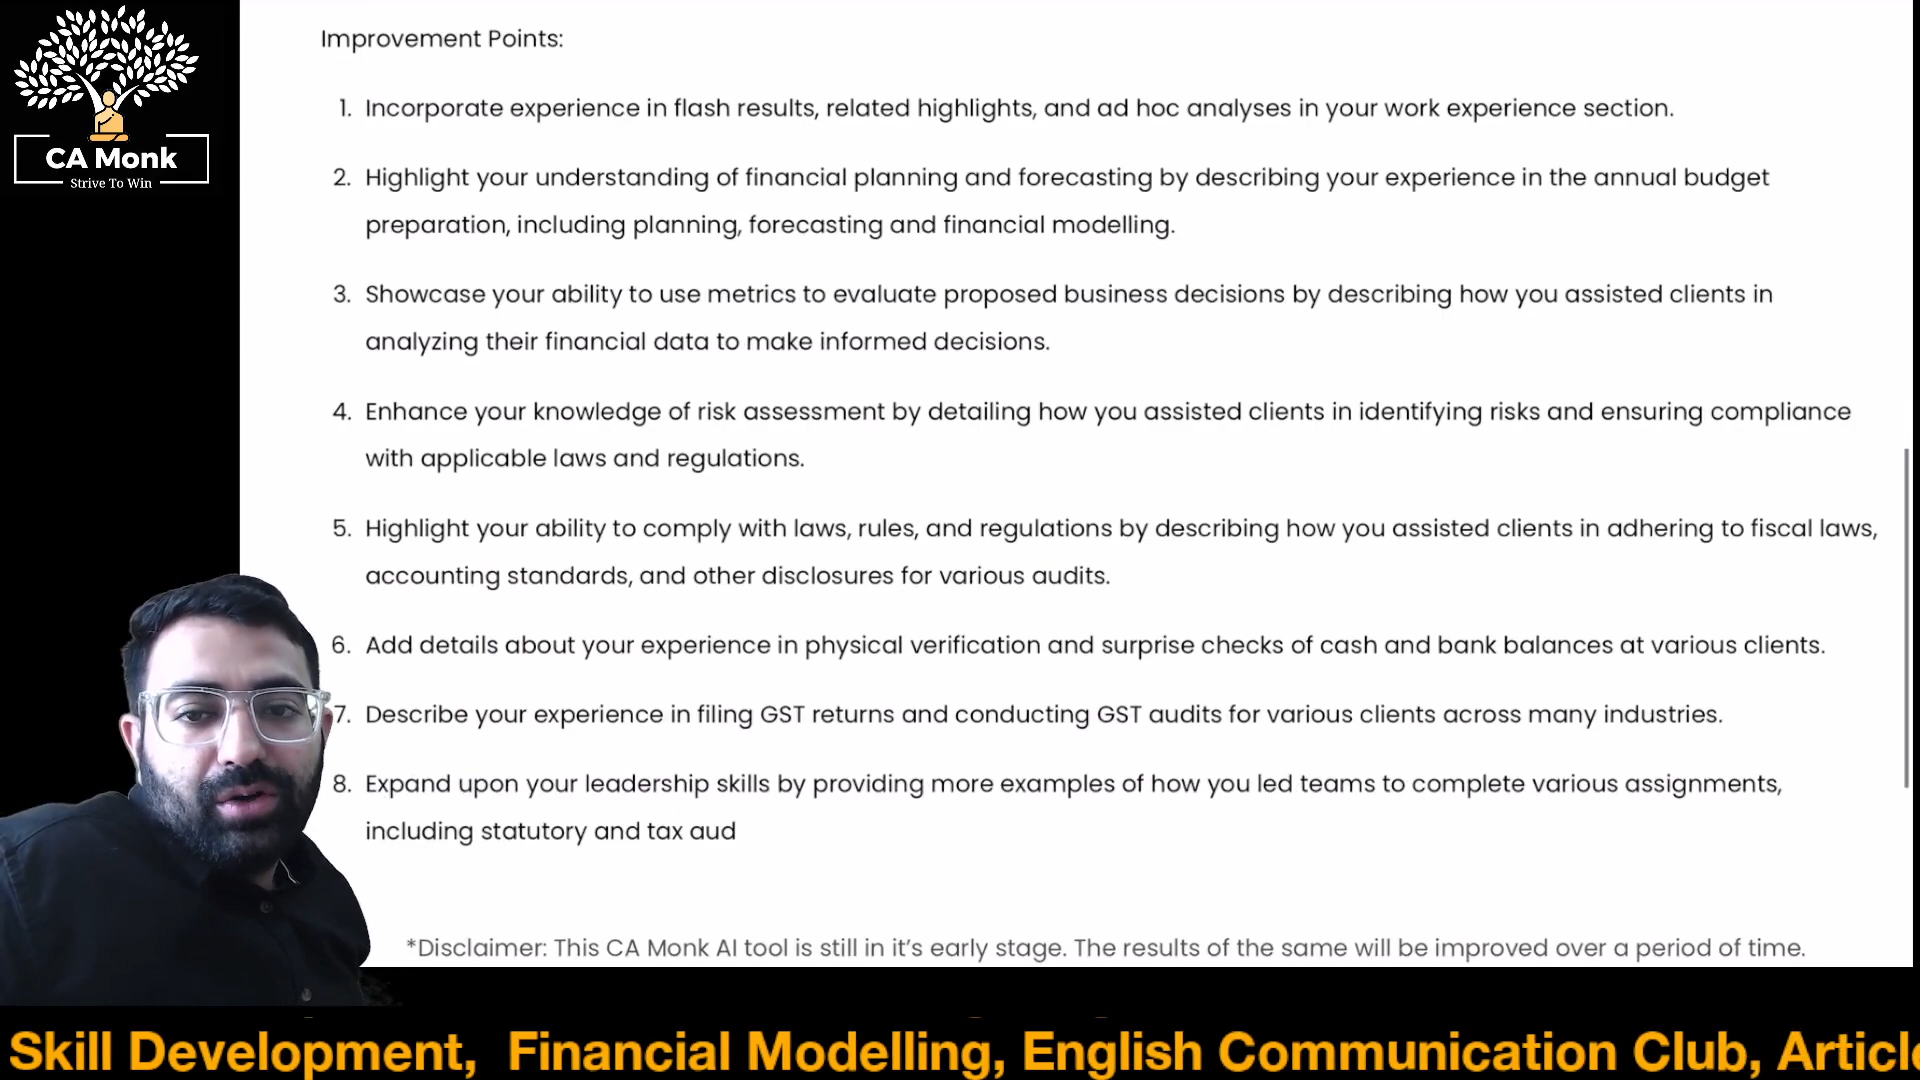 CA Monk
Strive To Win
Improvement Points:
1. Incorporate experience in flash results, related highlights, and ad hoc analyses in your work experience section.
2. Highlight your understanding of financial planning and forecasting by describing your experience in the annual budget
preparation, including planning, forecasting and financial modelling.
3. Showcase your ability to use metrics to evaluate proposed business decisions by describing how you assisted clients in
analyzing their financial data to make informed decisions.
4. Enhance your knowledge of risk assessment by detailing how you assisted clients in identifying risks and ensuring compliance
with applicable laws and regulations.
5. Highlight your ability to comply with laws, rules, and regulations by describing how you assisted clients in adhering to fiscal laws,
accounting standards, and other disclosures for various audits.
6. Add details about your experience in physical verification and surprise checks of cash and bank balances at various clients.
7. Describe your experience in filing GST returns and conducting GST audits for various clients across many industries.
8. Expand upon your leadership skills by providing more examples of how you led teams to complete various assignments,
including statutory and tax aud
*Disclaimer: This CA Monk AI tool is still in it's early stage. The results of the same will be improved over a period of time.
Skill Development, Financial Modelling, English Communication Club, Article